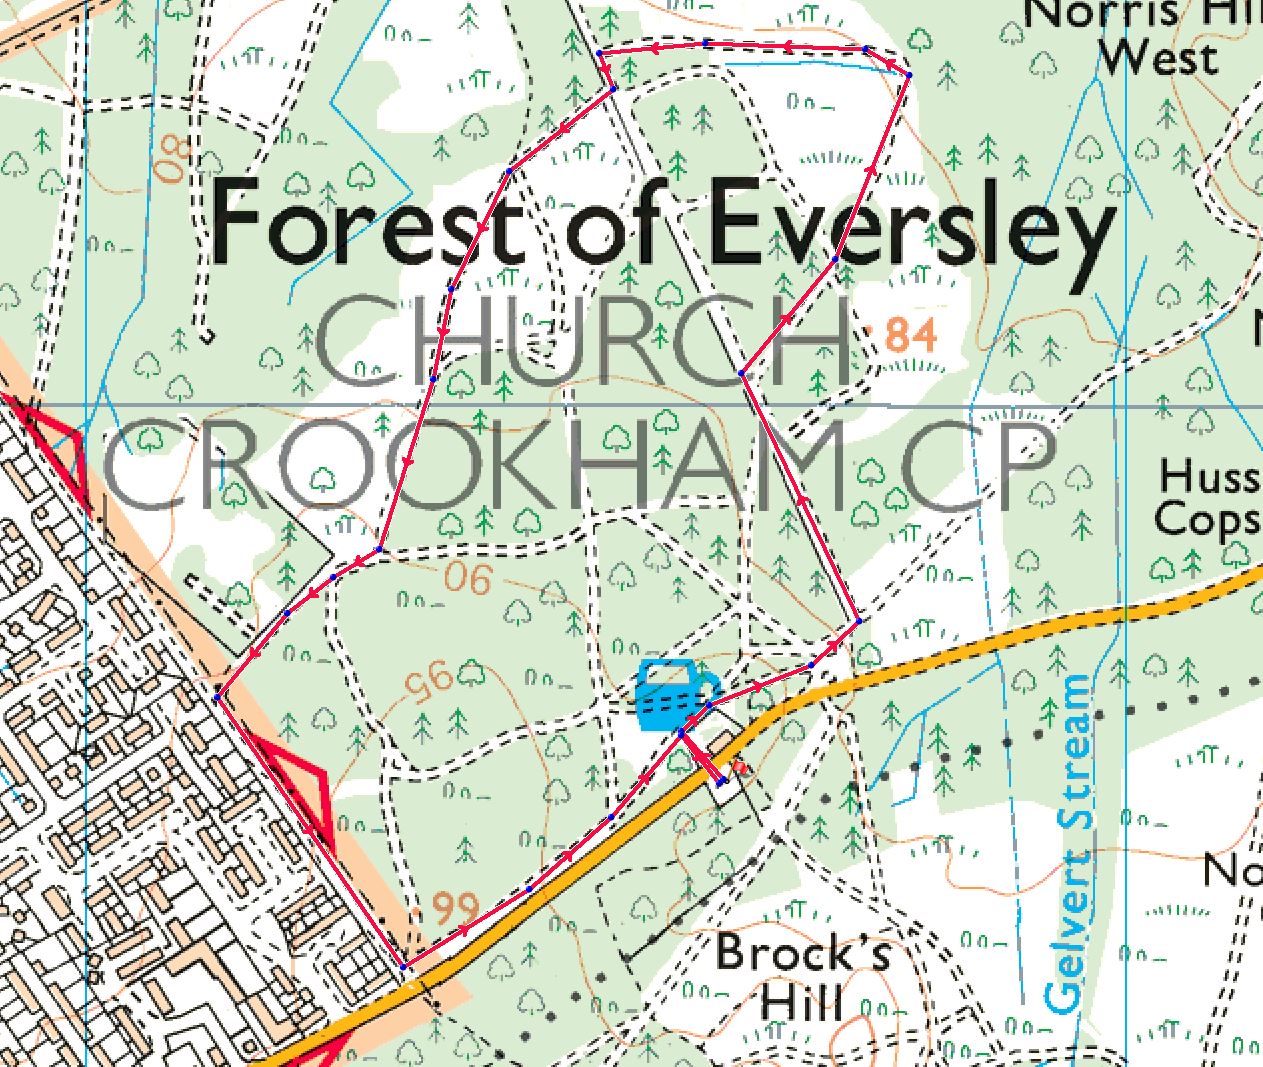 Norris Hil
West
80
Forest of Eversley
CHURCH
84
CROOKHAM CP
Huss
Cops
90
95
Gelvert Stream
99
No
Brock's
Hill